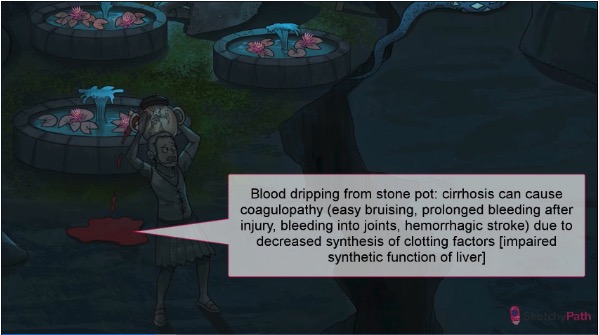 Blood dripping from stone pot: cirrhosis can cause
coagulopathy (easy bruising, prolonged bleeding after
injury, bleeding into joints, hemorrhagic stroke) due to
decreased synthesis of clotting factors [impaired
synthetic function of liver]
SketchyPath